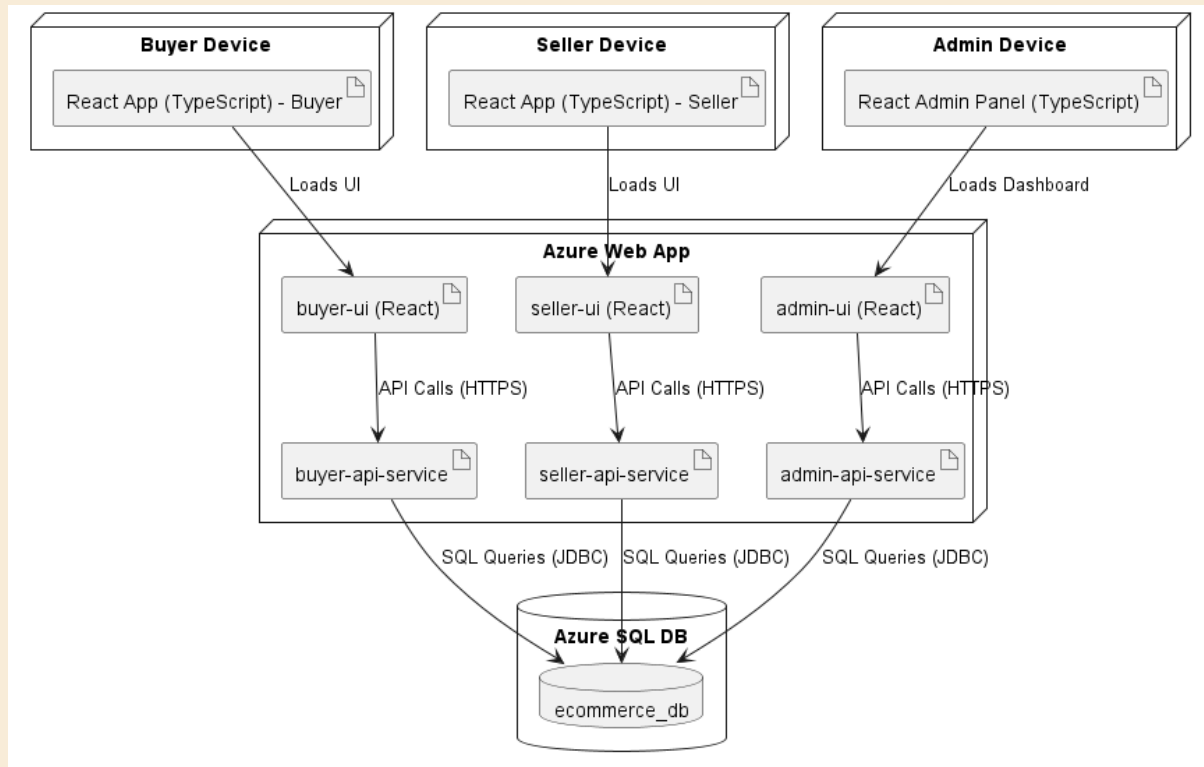 Buyer Device
Seller Device
Admin Device
React App (TypeScript) - Buyer
React App (TypeScript) - Seller
React Admin Panel (TypeScript)
Loads UI
Loads UI
Loads Dashboard
Azure Web App
buyer-ui (React)
seller-ui (React)
admin-ui (React)
API Calls (HTTPS)
API Calls (HTTPS)
API Calls (HTTPS)
buyer-api-service
seller-api-service
admin-api-service
SQL Queries (JDBC)
SQL Queries (JDBC)
SQL Queries (JDBC)
Azure SQL DB
ecommerce_db